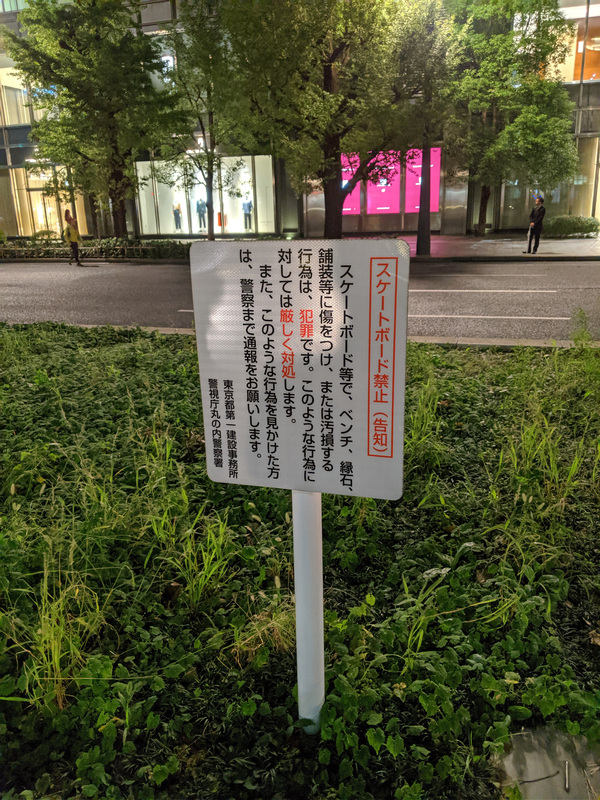 スケートボード禁止（告知）
スケートボード等で、ベンチ、縁石、
舗装等に傷をつけ、または汚損する
行為は、犯罪です。このような行為に
対しては厳しく対処します。
また、このような行為を見かけた方
は、警察まで通報をお願いします。
東京都第一建設事務所
警視庁丸の内警察署